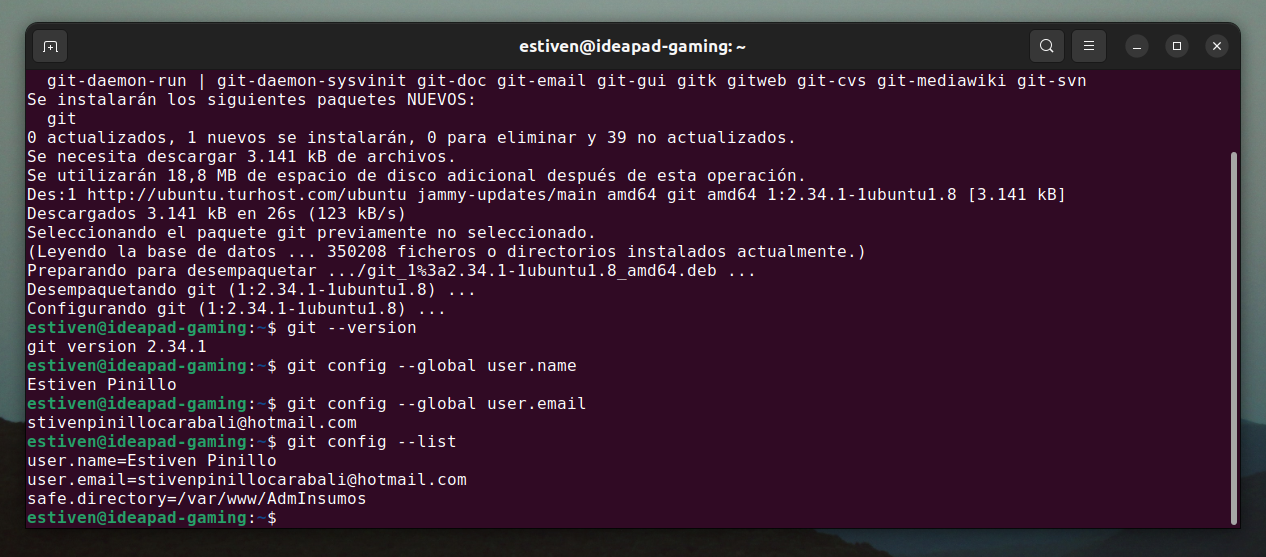 estiven@ideapad-gaming: ~
git-daemon-run | git-daemon-sysvinit git-doc git-email git-gui gitk gitweb git-cvs git-mediawiki git-svn
Se instalarán los siguientes paquetes NUEVOS:
git
0 actualizados, 1 nuevos se instalarán, 0 para eliminar y 39 no actualizados.
Se necesita descargar 3.141 kB de archivos.
Se utilizarán 18,8 MB de espacio de disco adicional después de esta operación.
Des:1 http://ubuntu.turhost.com/ubuntu jammy-updates/main amd64 git amd64 1:2.34.1-1ubuntu1.8 [3.141 kB]
Descargados 3.141 kB en 26s (123 kB/s)
Seleccionando el paquete git previamente no seleccionado.
(Leyendo la base de datos ... 350208 ficheros o directorios instalados actualmente.)
Preparando para desempaquetar .../git_1%3a2.34.1-1ubuntu1.8_amd64.deb ...
Desempaquetando git (1:2.34.1-1ubuntu1.8) ...
Configurando git (1:2.34.1-1ubuntu1.8) ...
estiven@ideapad-gaming:~$ git --version
git version 2.34.1
estiven@ideapad-gaming:~$ git config --global user.name
Estiven Pinillo
estiven@ideapad-gaming:~$ git config --global user.email
stivenpinillocarabali@hotmail.com
estiven@ideapad-gaming:~$ git config --list
user.name=Estiven Pinillo
user.email=stivenpinillocarabali@hotmail.com
safe.directory=/var/www/AdmInsumos
estiven@ideapad-gaming:~$